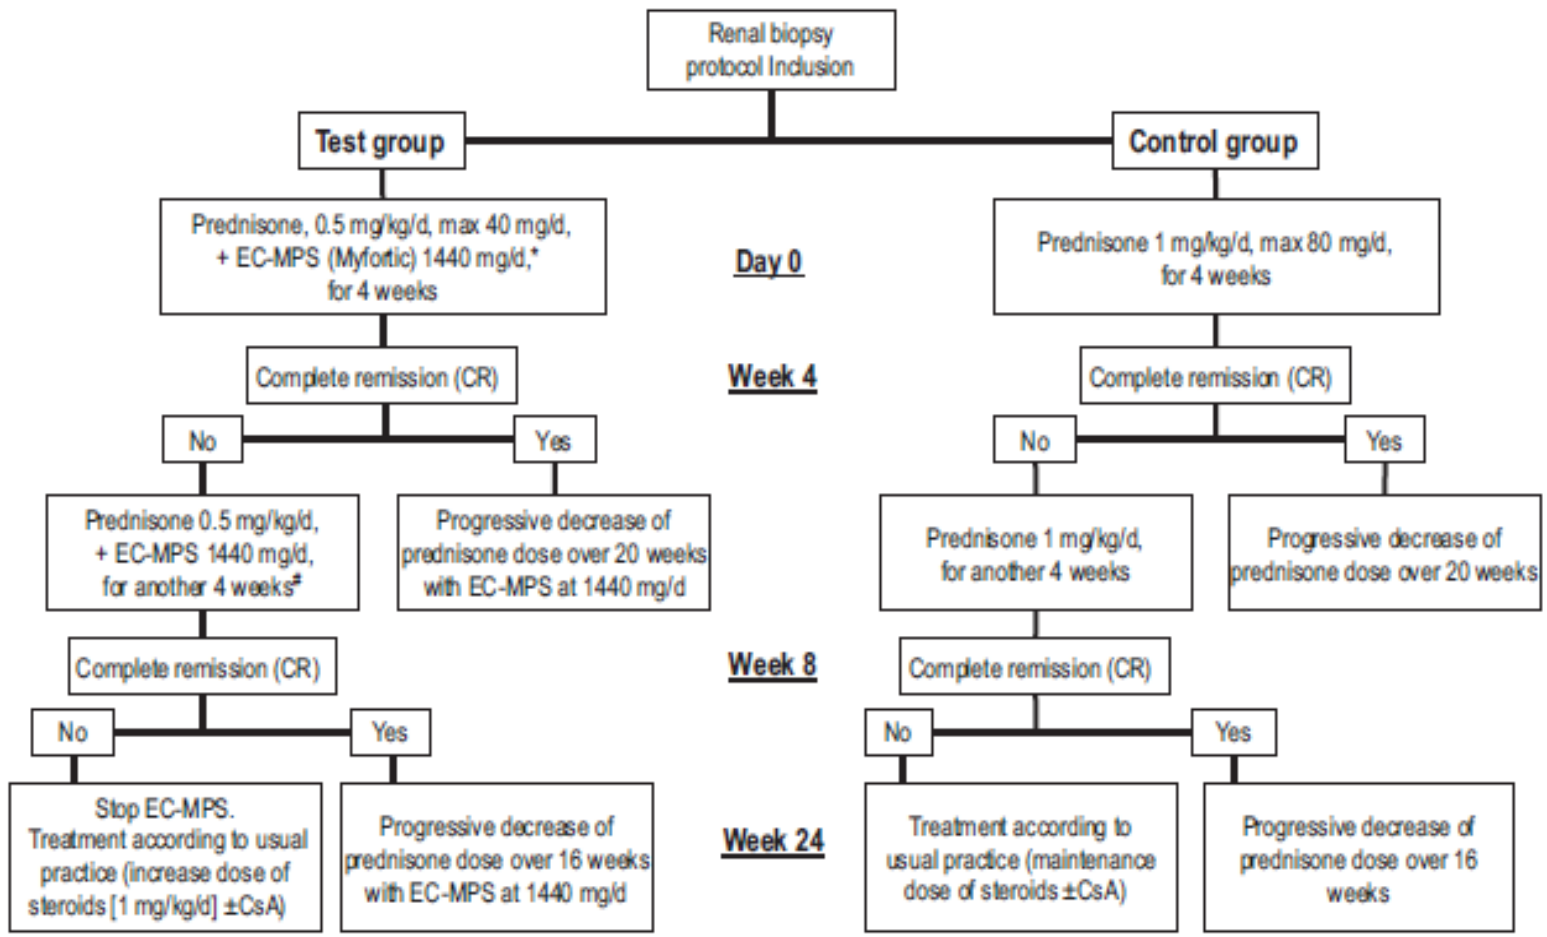 Renal biopsy
protocol Inclusion
Test group
Control group
Prednisone, 0.5 mg/kg/d, max 40 mg/d,
+ EC-MPS (Myfortic) 1440 mg/d,*
for 4 weeks
Day 0
Prednisone 1 mg/kg/d, max 80 mg/d,
for 4 weeks
Complete remission (CR)
Week 4
Complete remission (CR)
No
Yes
No
Yes
Prednisone 0.5 mg/kg/d,
+ EC-MPS 1440 mg/d,
for another 4 weeks#
Progressive decrease of
prednisone dose over 20 weeks
with EC-MPS at 1440 mg/d
Prednisone 1 mg/kg/d,
for another 4 weeks
Progressive decrease of
prednisone dose over 20 weeks
Complete remission (CR)
Week 8
Complete remission (CR)
No
Yes
No
Yes
Stop EC-MPS.
Treatment according to usual
practice (increase dose of
steroids [1 mg/kg/d] ±CsA)
Progressive decrease of
prednisone dose over 16 weeks
with EC-MPS at 1440 mg/d
Week 24
Treatment according to
usual practice (maintenance
dose of steroids ±CsA)
Progressive decrease of
prednisone dose over 16
weeks